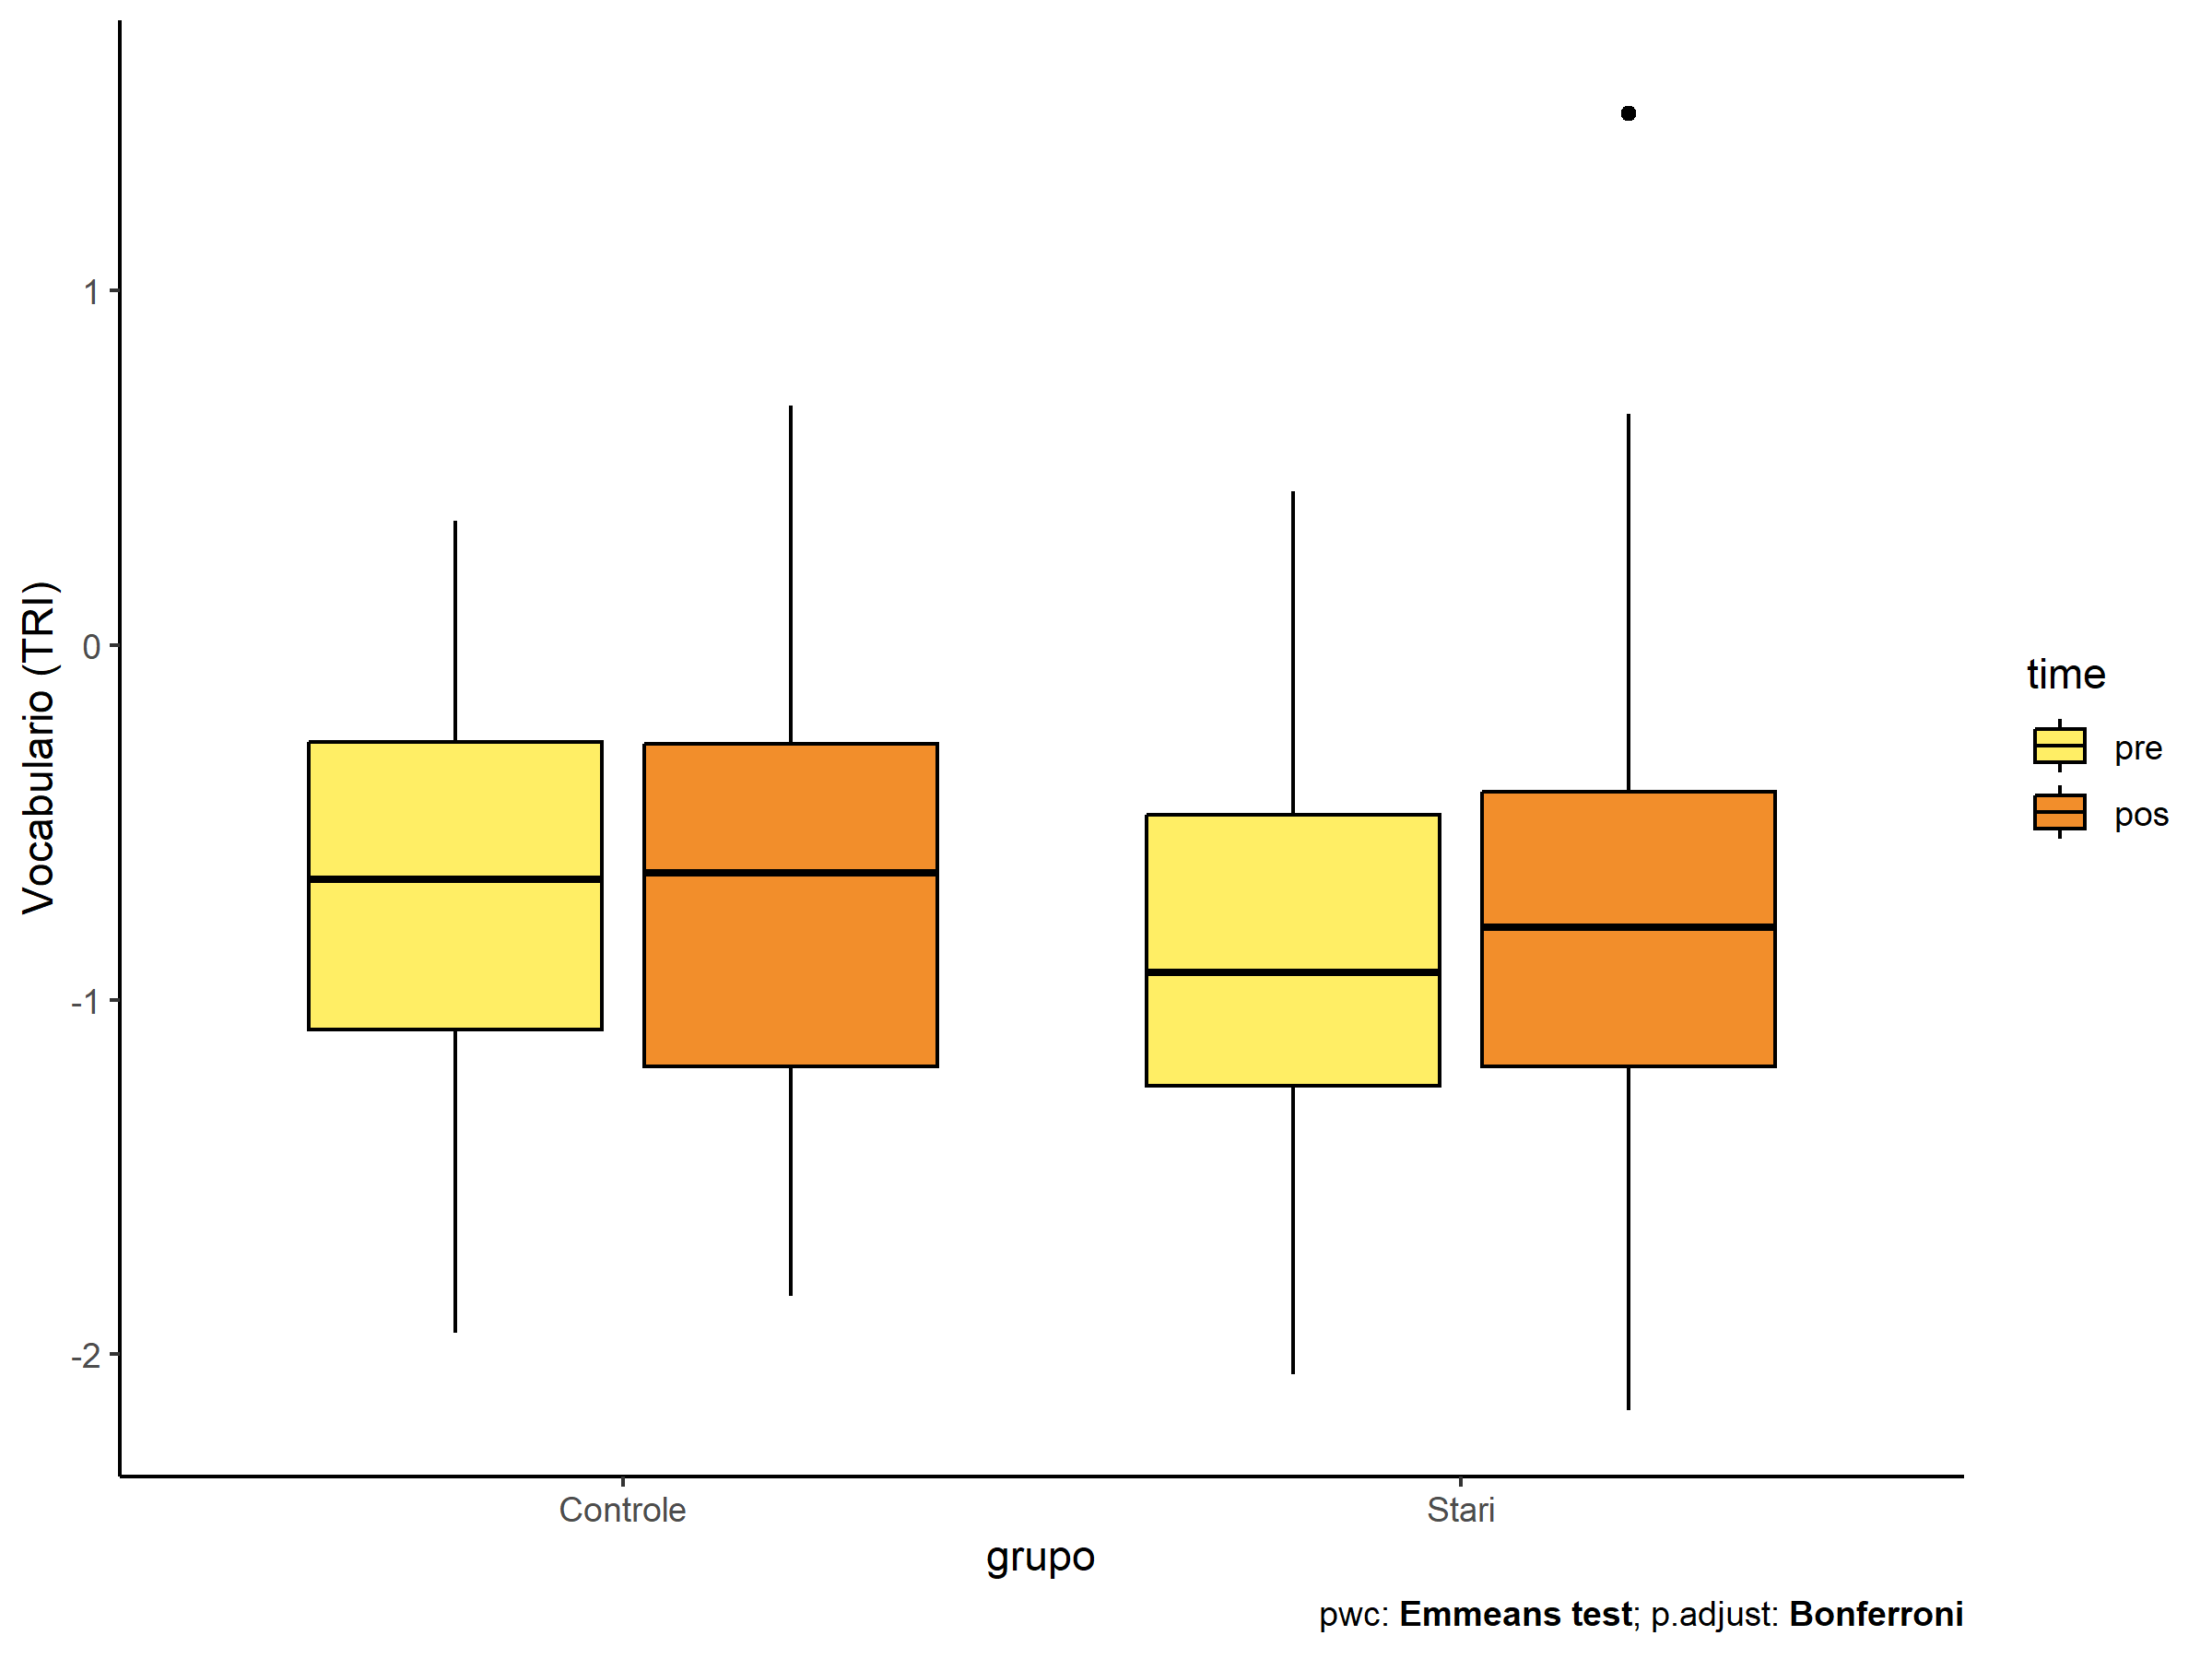 Vocabulario (TRI)
1
0
-1
-2
Controle
Stari
grupo
time
pre
pos
pwc: Emmeans test; p.adjust: Bonferroni